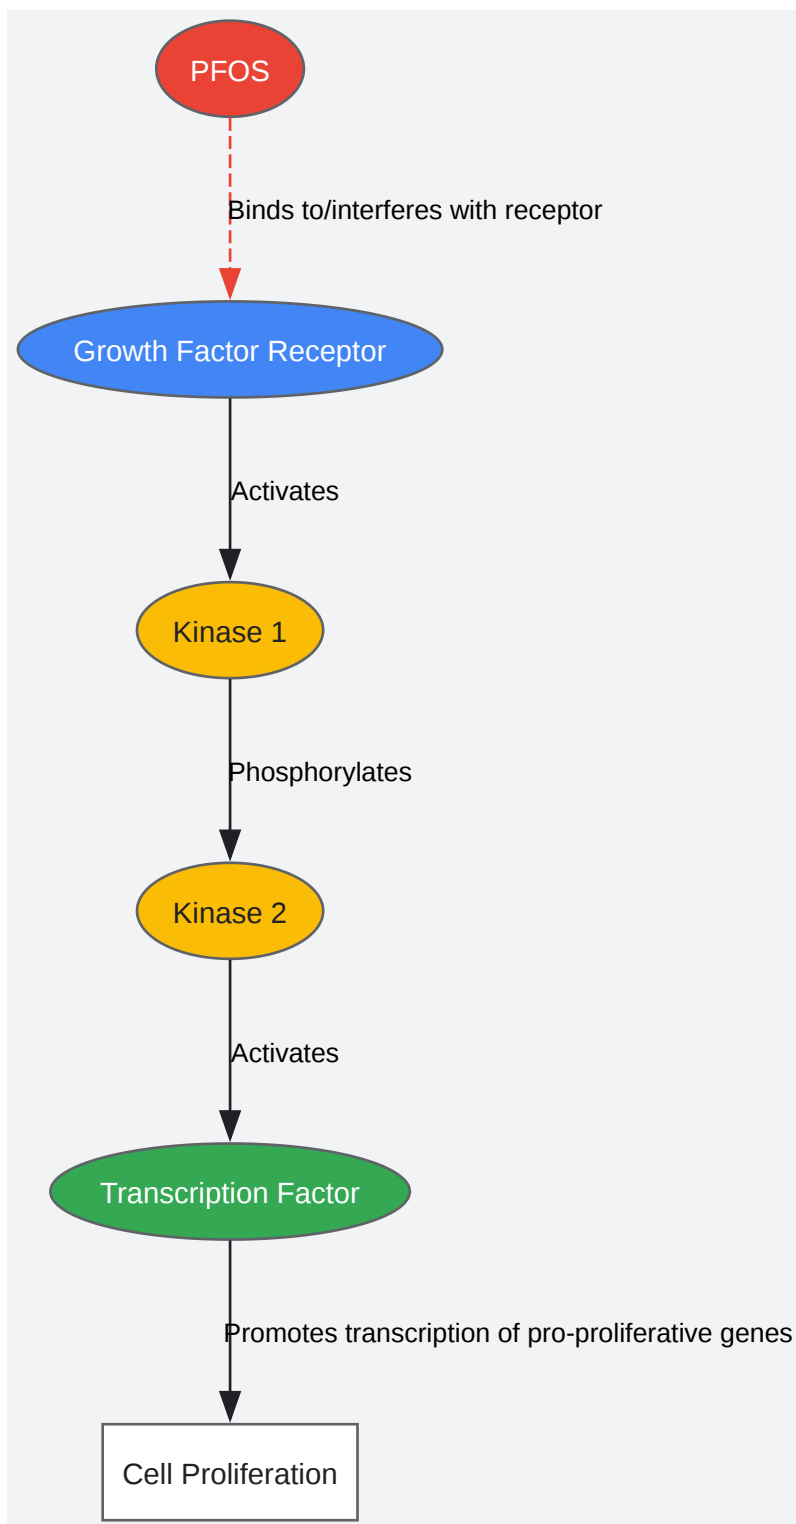 PFOS
Binds to/interferes with receptor
Growth Factor Receptor
Activates
Kinase 1
Phosphorylates
Kinase 2
Activates
Transcription Factor
Promotes transcription of pro-proliferative genes
Cell Proliferation